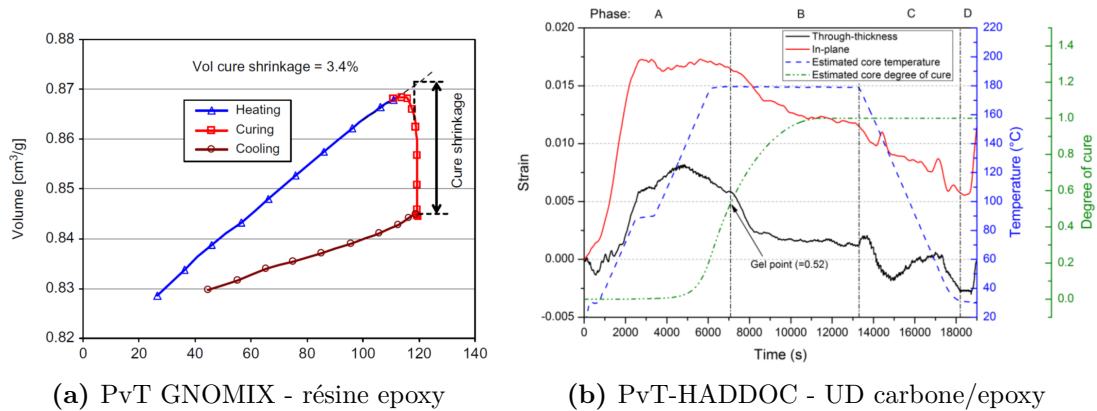 0.88
0.87
0.86
0.85
0.84
0.83
0.82
Volume [cm³/g]
Vol cure shrinkage = 3.4%
Heating
Curing
Cooling
Cure shrinkage
0 20 40 60 80 100 120 140
(a) PvT GNOMIX - résine epoxy
Phase: A B C D
0.020
0.015
0.010
0.005
0.000
-0.005
Strain
Through-thickness
In-plane
Estimated core temperature
Estimated core degree of cure
Gel point (=0.52)
0 2000 4000 6000 8000 10000 12000 14000 16000 18000
Time (s)
220
200
180
160
140
120
100
80
60
40
20
Temperature (°C)
1.4
1.2
1.0
0.8
0.6
0.4
0.2
0.0
Degree of cure
(b) PvT-HADDOC - UD carbone/epoxy